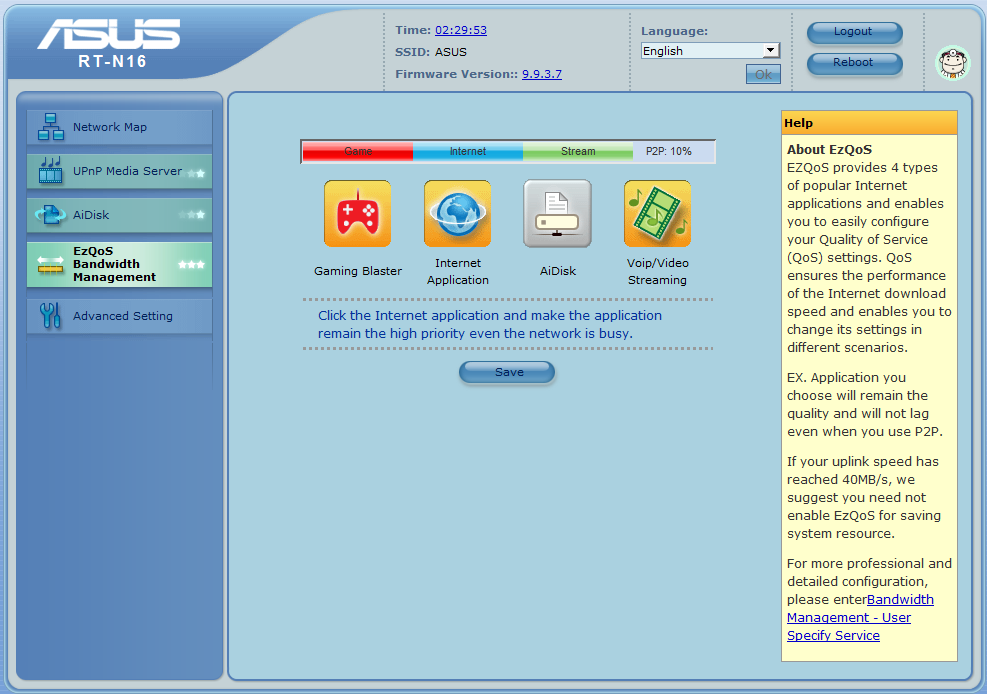 ASUS
RT-N16
Time: 02:29:53
SSID: ASUS
Firmware Version:: 9.9.3.7
Language:
English
Ok
Logout
Reboot
Network Map
UPnP Media Server
AiDisk
EzQoS
Bandwidth
Management
Advanced Setting
Game Internet Stream P2P: 10%
Gaming Blaster
Internet
Application
AiDisk
Voip/Video
Streaming
Click the Internet application and make the application
remain the high priority even the network is busy.
Save
Help
About EzQoS
EZQoS provides 4 types
of popular Internet
applications and enables
you to easily configure
your Quality of Service
(QoS) settings. QoS
ensures the performance
of the Internet download
speed and enables you to
change its settings in
different scenarios.
EX. Application you
choose will remain the
quality and will not lag
even when you use P2P.
If your uplink speed has
reached 40MB/s, we
suggest you need not
enable EzQoS for saving
system resource.
For more professional and
detailed configuration,
please enterBandwidth
Management - User
Specify Service